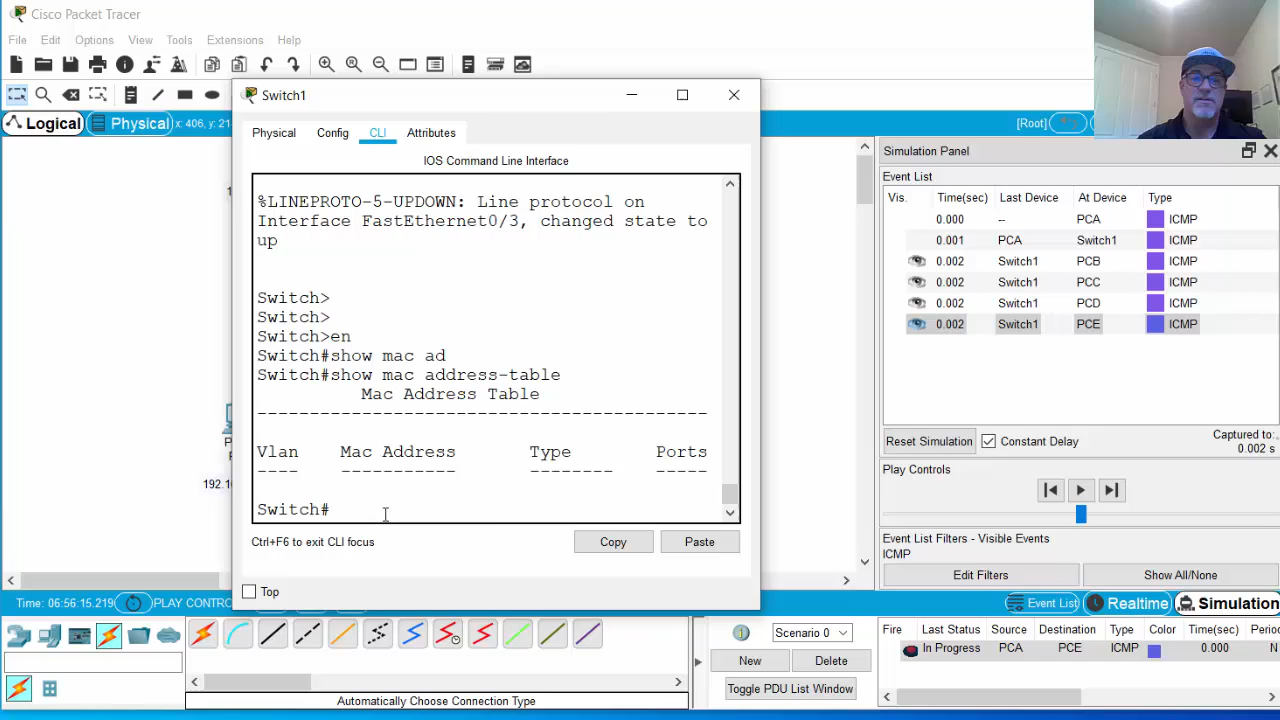 Cisco Packet Tracer
File Edit Options View Tools Extensions Help
Logical Physical x: 406, y: 21 [Root]
Switch1
Physical Config CLI Attributes
IOS Command Line Interface
%LINEPROTO-5-UPDOWN: Line protocol on
Interface FastEthernet0/3, changed state to
up
Switch>
Switch>
Switch>en
Switch#show mac ad
Switch#show mac address-table
Mac Address Table
-------------------------------------------
Vlan Mac Address Type Ports
---- ----------- -------- -----
Switch#
Ctrl+F6 to exit CLI focus
Copy Paste
Top
192.16
Simulation Panel
Event List
Vis. Time(sec) Last Device At Device Type
0.000 -- PCA ICMP
0.001 PCA Switch1 ICMP
0.002 Switch1 PCB ICMP
0.002 Switch1 PCC ICMP
0.002 Switch1 PCD ICMP
0.002 Switch1 PCE ICMP
Reset Simulation Constant Delay Captured to:
0.002 s
Play Controls
Event List Filters - Visible Events
ICMP
Edit Filters Show All/None
Time: 06:56:15.219 PLAY CONTRO Event List Realtime Simulation
Scenario 0
New Delete
Toggle PDU List Window
Fire Last Status Source Destination Type Color Time(sec) Perio
In Progress PCA PCE ICMP 0.000 N
Automatically Choose Connection Type